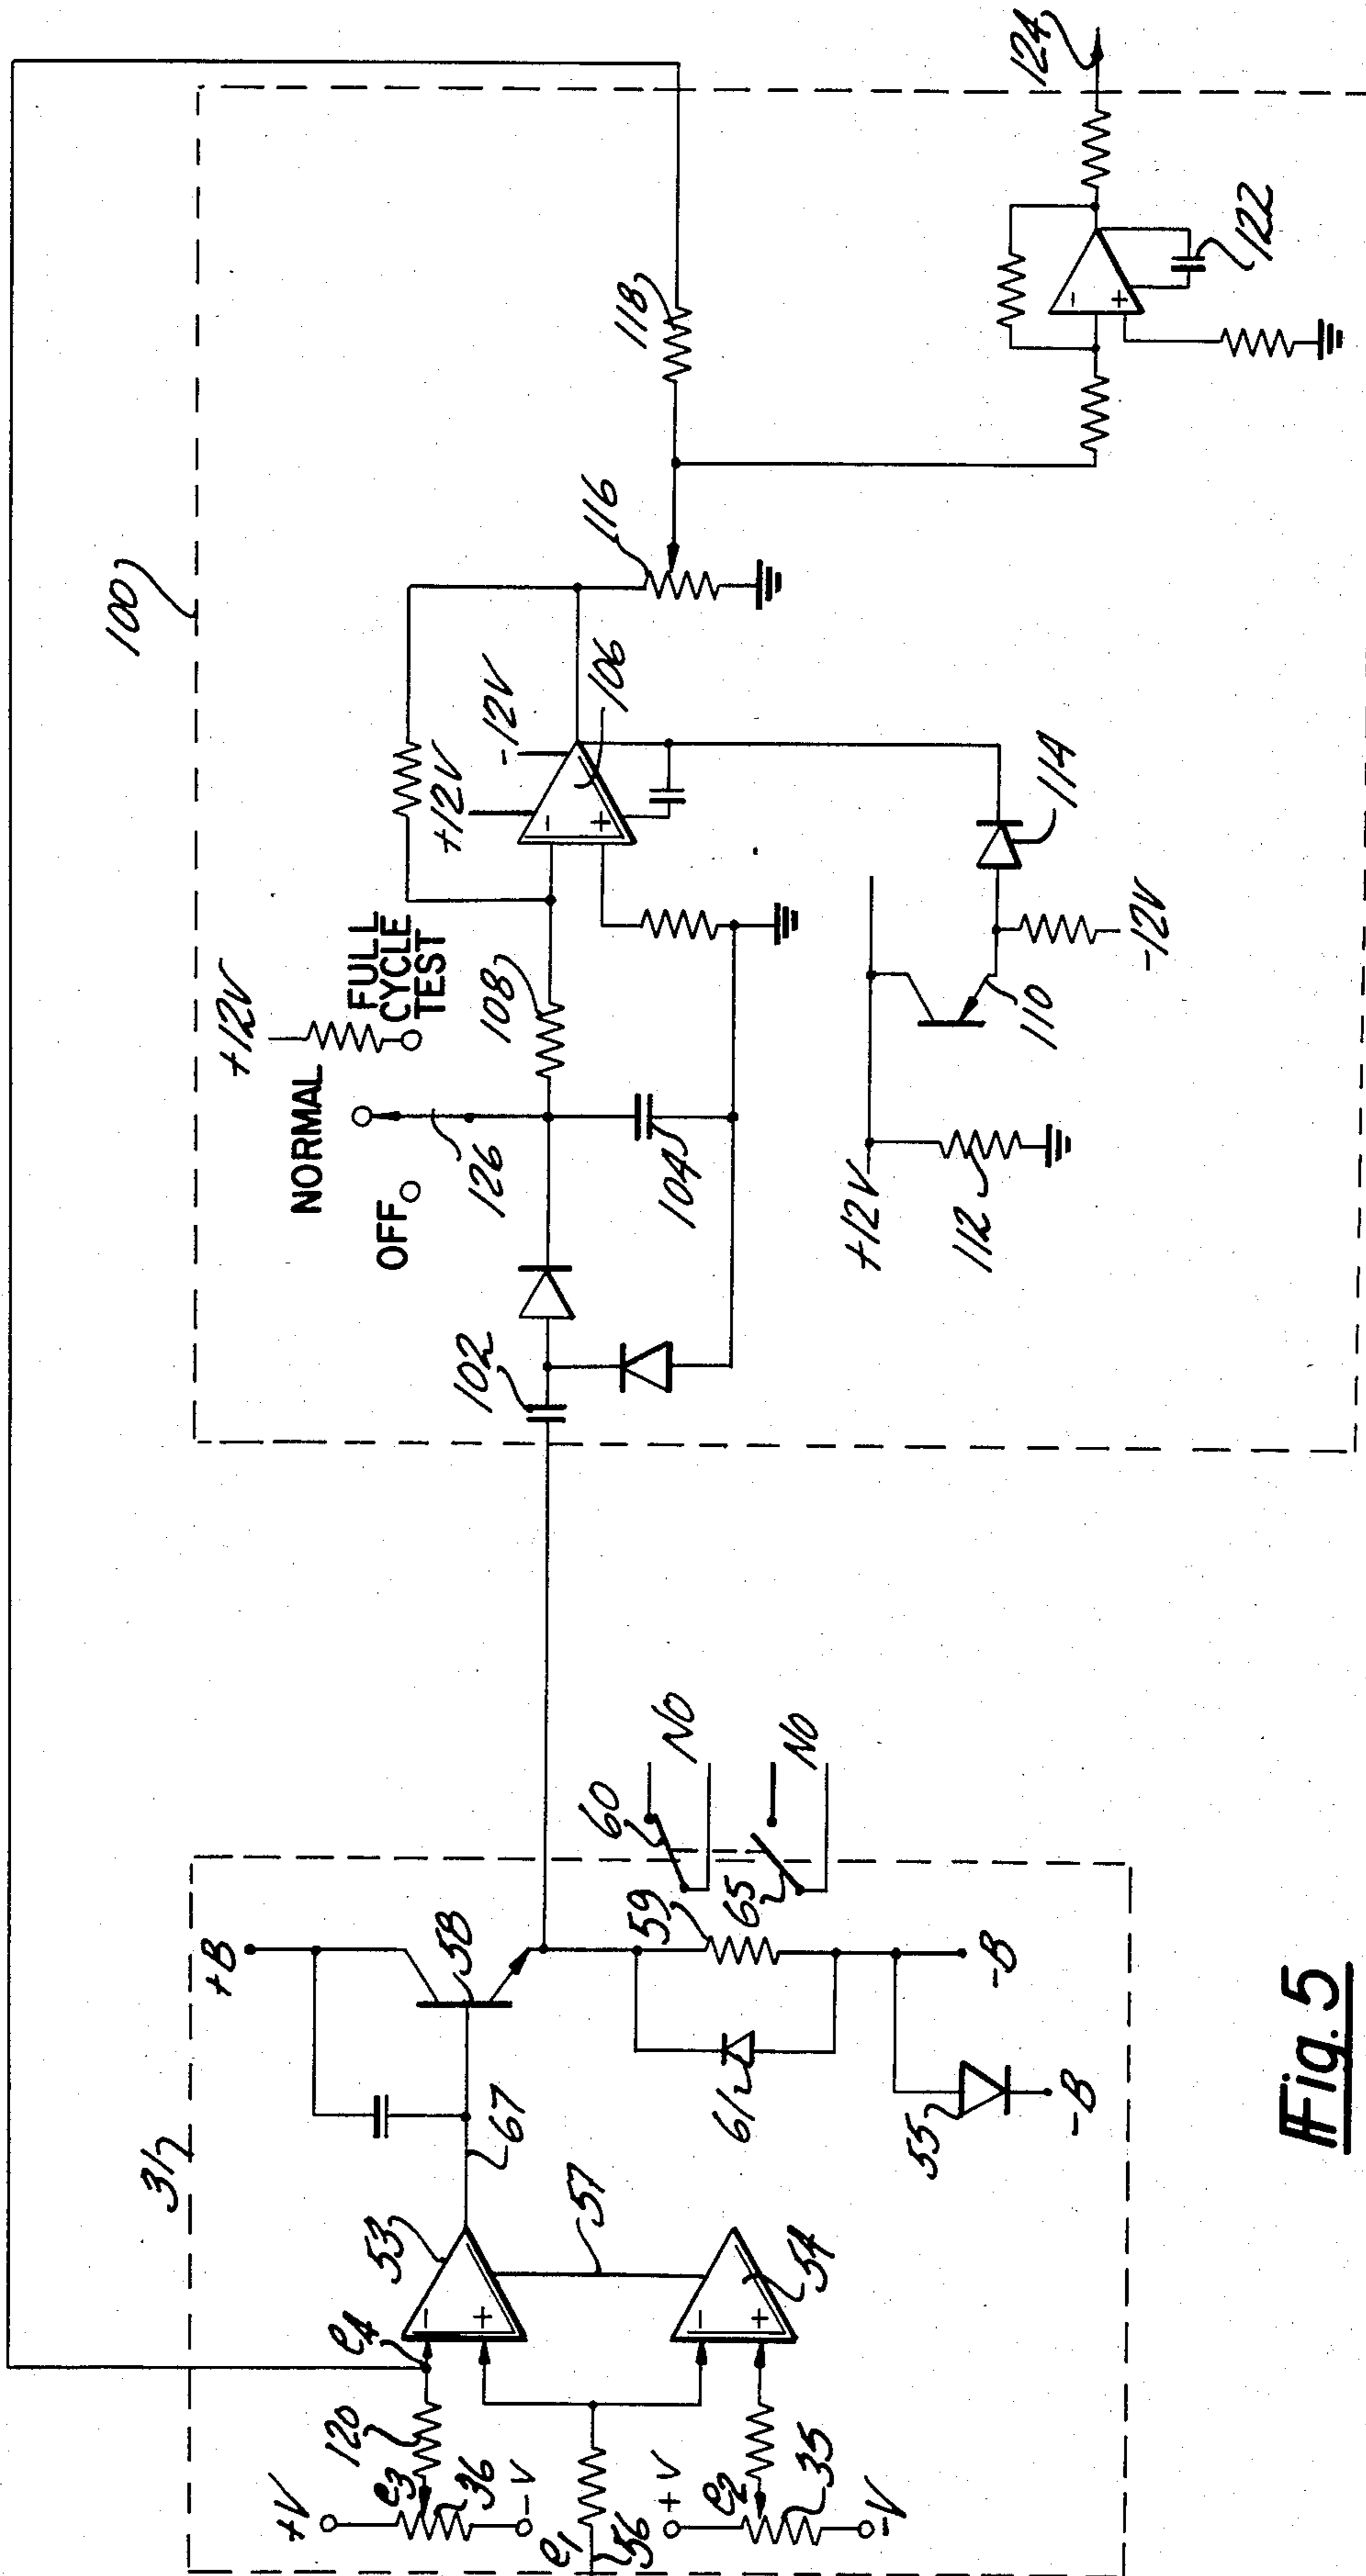 100
31
+B
+12V
NORMAL
FULL
CYCLE
TEST
OFF
126
108
+12V
-12V
106
116
118
124
122
102
104
+12V
112
110
-12V
114
53
e4
120
e3
+V
36
-V
e1
56
+V
e2
35
-V
57
54
67
58
59
60
NO
65
NO
61
55
-B
-B
-
+
-
+
-
+
-
+
Fig. 5